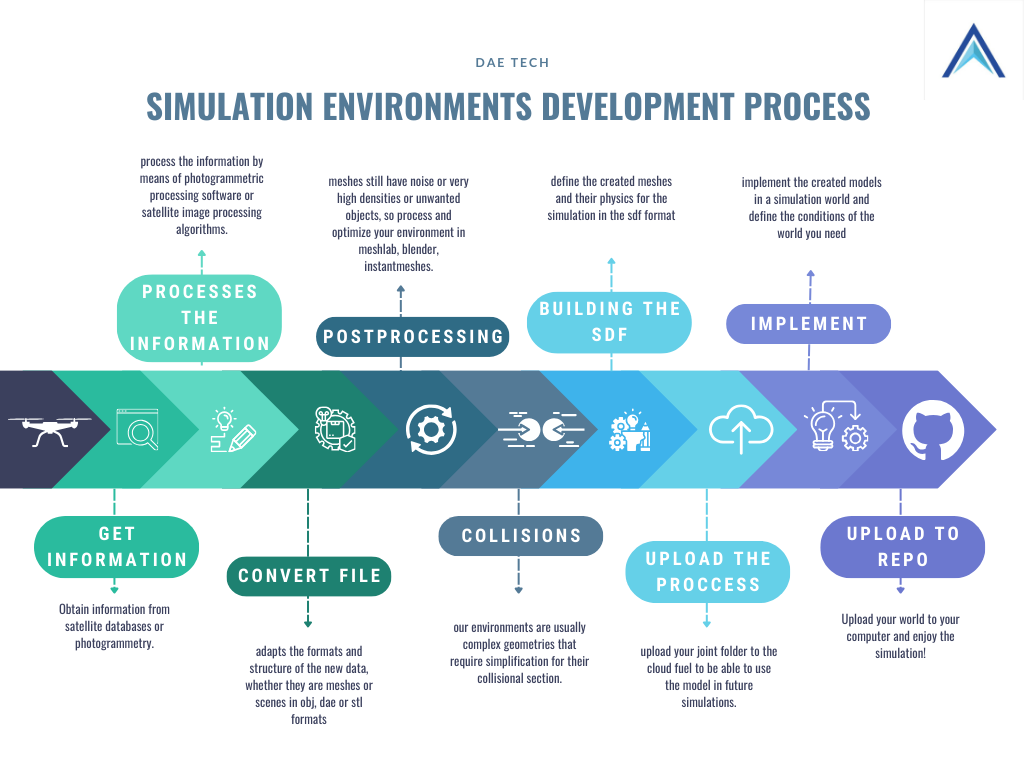 DAE TECH
SIMULATION ENVIRONMENTS DEVELOPMENT PROCESS
process the information by
means of photogrammetric
processing software or
satellite image processing
algorithms.
PROCESSES
THE
INFORMATION
meshes still have noise or very
high densities or unwanted
objects, so process and
optimize your environment in
meshlab, blender,
instantmeshes.
POSTPROCESSING
define the created meshes
and their physics for the
simulation in the sdf format
BUILDING THE
SDF
implement the created models
in a simulation world and
define the conditions of the
world you need
IMPLEMENT
GET
INFORMATION
Obtain information from
satellite databases or
photogrammetry.
CONVERT FILE
adapts the formats and
structure of the new data,
whether they are meshes or
scenes in obj, dae or stl
formats
COLLISIONS
our environments are usually
complex geometries that
require simplification for their
collisional section.
UPLOAD THE
PROCCESS
upload your joint folder to the
cloud fuel to be able to use
the model in future
simulations.
UPLOAD TO
REPO
Upload your world to your
computer and enjoy the
simulation!